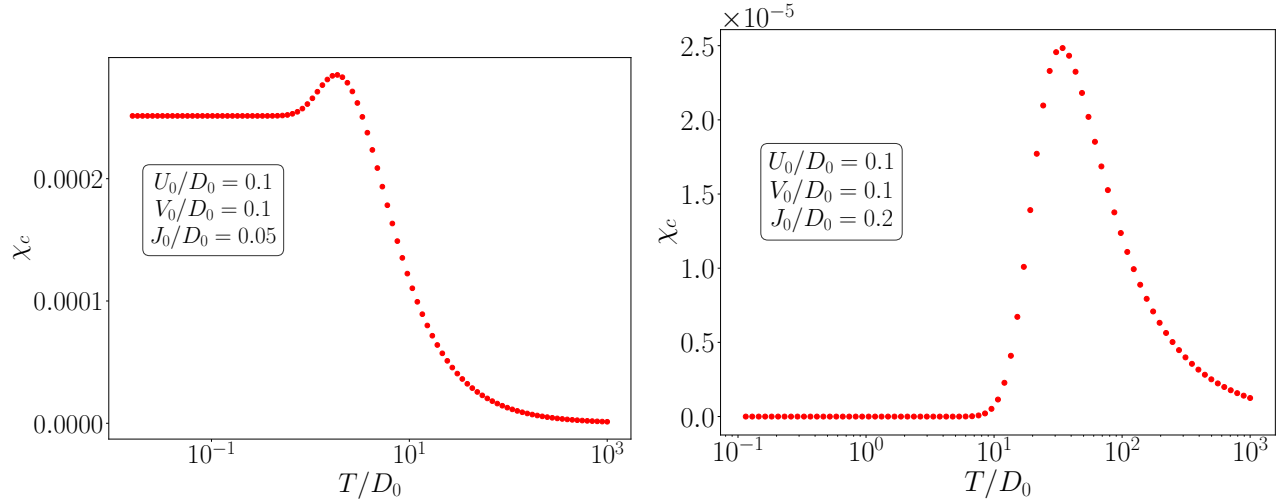 χ_c
0.0002
0.0001
0.0000
U₀/D₀ = 0.1
V₀/D₀ = 0.1
J₀/D₀ = 0.05
10⁻¹
10¹
10³
T/D₀
×10⁻⁵
χ_c
2.5
2.0
1.5
1.0
0.5
0.0
U₀/D₀ = 0.1
V₀/D₀ = 0.1
J₀/D₀ = 0.2
10⁻¹
10⁰
10¹
10²
10³
T/D₀